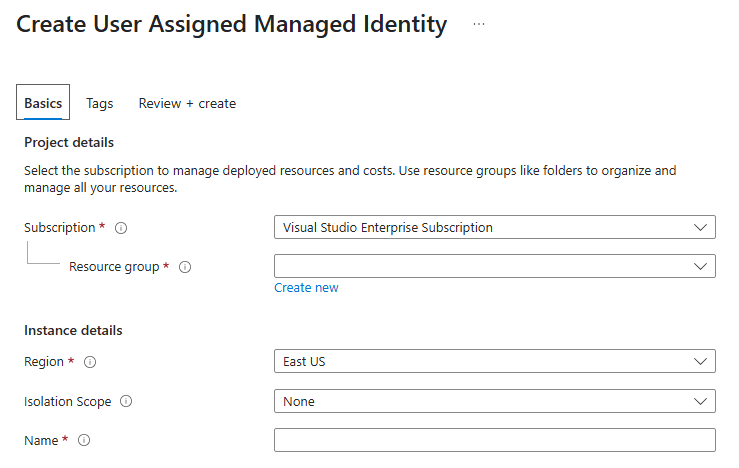 Create User Assigned Managed Identity ...
Basics Tags Review + create
Project details
Select the subscription to manage deployed resources and costs. Use resource groups like folders to organize and
manage all your resources.
Subscription * Visual Studio Enterprise Subscription
Resource group *
Create new
Instance details
Region * East US
Isolation Scope None
Name *